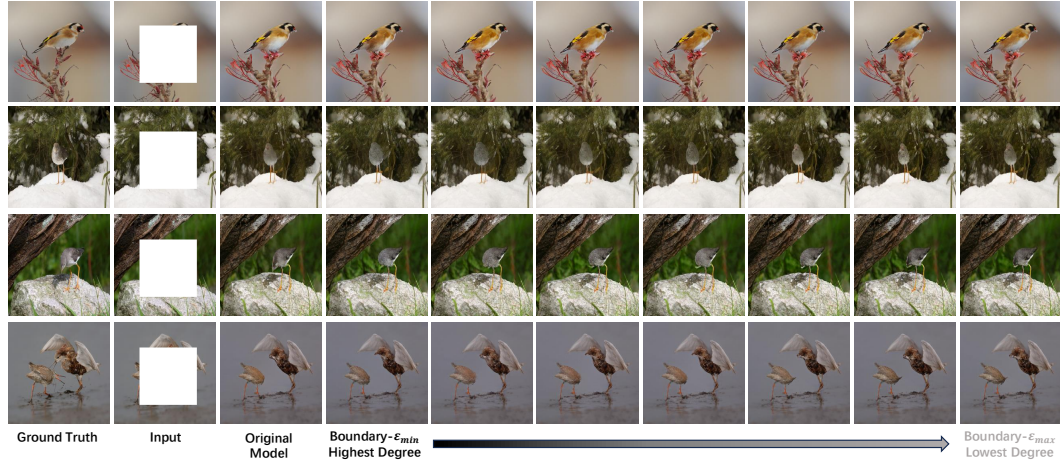 Ground Truth
Input
Original
Model
Boundary-ε_min
Highest Degree
Boundary-ε_max
Lowest Degree